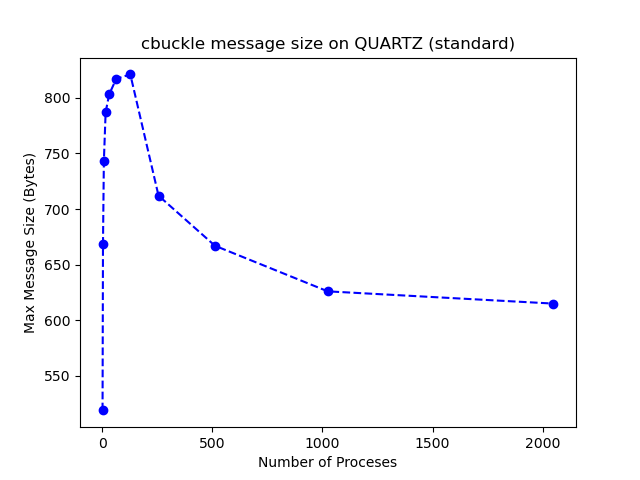 cbuckle message size on QUARTZ (standard)
Max Message Size (Bytes)
800
750
700
650
600
550
0 500 1000 1500 2000
Number of Proceses